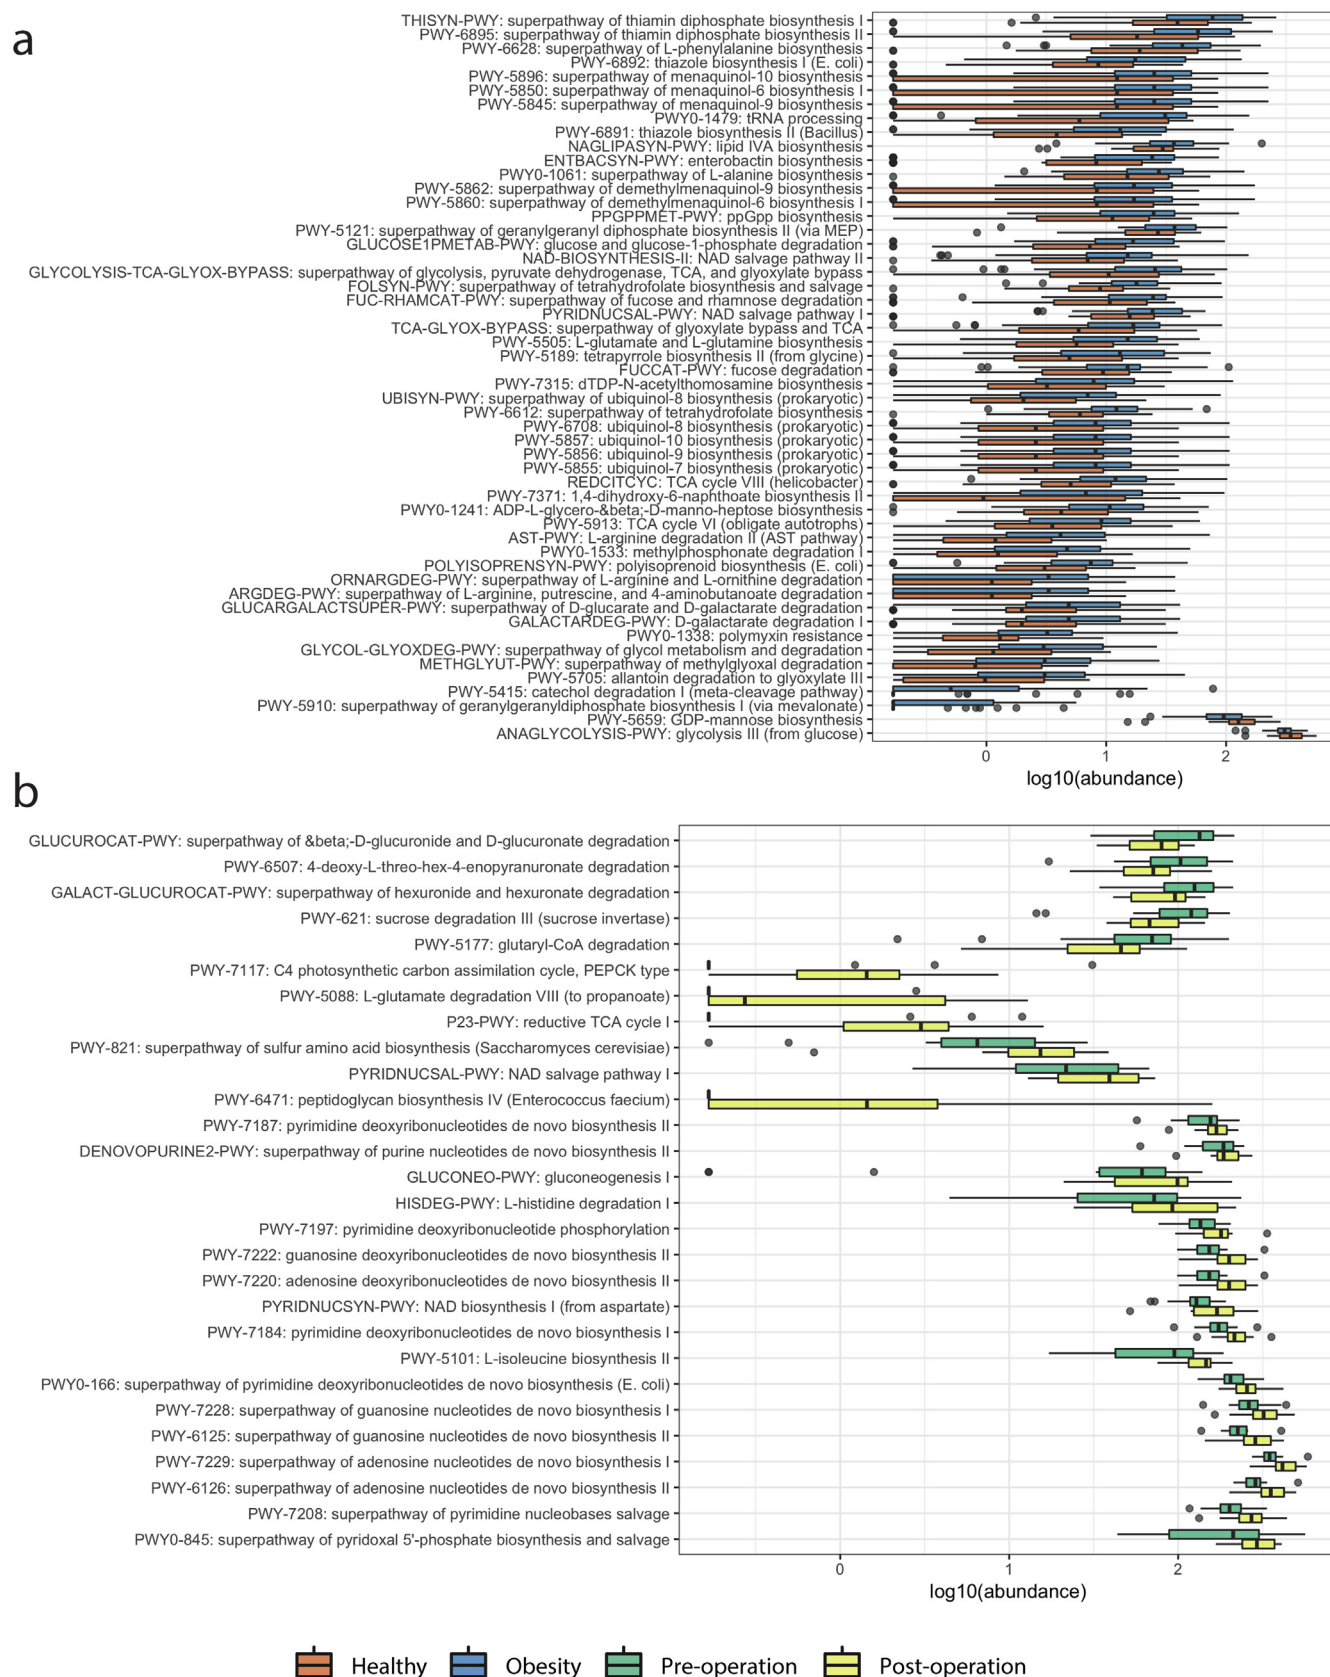 a
THISYN-PWY: superpathway of thiamin diphosphate biosynthesis I
PWY-6895: superpathway of thiamin diphosphate biosynthesis II
PWY-6628: superpathway of L-phenylalanine biosynthesis
PWY-6892: thiazole biosynthesis I (E. coli)
PWY-5896: superpathway of menaquinol-10 biosynthesis
PWY-5850: superpathway of menaquinol-6 biosynthesis I
PWY-5845: superpathway of menaquinol-9 biosynthesis
PWY0-1479: tRNA processing
PWY-6891: thiazole biosynthesis II (Bacillus)
NAGLIPASYN-PWY: lipid IVA biosynthesis
ENTBACSYN-PWY: enterobactin biosynthesis
PWY0-1061: superpathway of L-alanine biosynthesis
PWY-5862: superpathway of demethylmenaquinol-9 biosynthesis
PWY-5860: superpathway of demethylmenaquinol-6 biosynthesis I
PPGPPMET-PWY: ppGpp biosynthesis
PWY-5121: superpathway of geranylgeranyl diphosphate biosynthesis II (via MEP)
GLUCOSE1PMETAB-PWY: glucose and glucose-1-phosphate degradation
NAD-BIOSYNTHESIS-II: NAD salvage pathway II
GLYCOLYSIS-TCA-GLYOX-BYPASS: superpathway of glycolysis, pyruvate dehydrogenase, TCA, and glyoxylate bypass
FOLSYN-PWY: superpathway of tetrahydrofolate biosynthesis and salvage
FUC-RHAMCAT-PWY: superpathway of fucose and rhamnose degradation
PYRIDNUCSAL-PWY: NAD salvage pathway I
TCA-GLYOX-BYPASS: superpathway of glyoxylate bypass and TCA
PWY-5505: L-glutamate and L-glutamine biosynthesis
PWY-5189: tetrapyrrole biosynthesis II (from glycine)
FUCCAT-PWY: fucose degradation
PWY-7315: dTDP-N-acetylthomosamine biosynthesis
UBISYN-PWY: superpathway of ubiquinol-8 biosynthesis (prokaryotic)
PWY-6612: superpathway of tetrahydrofolate biosynthesis
PWY-6708: ubiquinol-8 biosynthesis (prokaryotic)
PWY-5857: ubiquinol-10 biosynthesis (prokaryotic)
PWY-5856: ubiquinol-9 biosynthesis (prokaryotic)
PWY-5855: ubiquinol-7 biosynthesis (prokaryotic)
REDCITCYC: TCA cycle VIII (helicobacter)
PWY-7371: 1,4-dihydroxy-6-naphthoate biosynthesis II
PWY0-1241: ADP-L-glycero-&beta;-D-manno-heptose biosynthesis
PWY-5913: TCA cycle VI (obligate autotrophs)
AST-PWY: L-arginine degradation II (AST pathway)
PWY0-1533: methylphosphonate degradation I
POLYISOPRENSYN-PWY: polyisoprenoid biosynthesis (E. coli)
ORNARGDEG-PWY: superpathway of L-arginine and L-ornithine degradation
ARGDEG-PWY: superpathway of L-arginine, putrescine, and 4-aminobutanoate degradation
GLUCARGALACTSUPER-PWY: superpathway of D-glucarate and D-galactarate degradation
GALACTARDEG-PWY: D-galactarate degradation I
PWY0-1338: polymyxin resistance
GLYCOL-GLYOXDEG-PWY: superpathway of glycol metabolism and degradation
METHGLYUT-PWY: superpathway of methylglyoxal degradation
PWY-5705: allantoin degradation to glyoxylate III
PWY-5415: catechol degradation I (meta-cleavage pathway)
PWY-5910: superpathway of geranylgeranyldiphosphate biosynthesis I (via mevalonate)
PWY-5659: GDP-mannose biosynthesis
ANAGLYCOLYSIS-PWY: glycolysis III (from glucose)
0 1 2
log10(abundance)
b
GLUCUROCAT-PWY: superpathway of &beta;-D-glucuronide and D-glucuronate degradation
PWY-6507: 4-deoxy-L-threo-hex-4-enopyranuronate degradation
GALACT-GLUCUROCAT-PWY: superpathway of hexuronide and hexuronate degradation
PWY-621: sucrose degradation III (sucrose invertase)
PWY-5177: glutaryl-CoA degradation
PWY-7117: C4 photosynthetic carbon assimilation cycle, PEPCK type
PWY-5088: L-glutamate degradation VIII (to propanoate)
P23-PWY: reductive TCA cycle I
PWY-821: superpathway of sulfur amino acid biosynthesis (Saccharomyces cerevisiae)
PYRIDNUCSAL-PWY: NAD salvage pathway I
PWY-6471: peptidoglycan biosynthesis IV (Enterococcus faecium)
PWY-7187: pyrimidine deoxyribonucleotides de novo biosynthesis II
DENOVOPURINE2-PWY: superpathway of purine nucleotides de novo biosynthesis II
GLUCONEO-PWY: gluconeogenesis I
HISDEG-PWY: L-histidine degradation I
PWY-7197: pyrimidine deoxyribonucleotide phosphorylation
PWY-7222: guanosine deoxyribonucleotides de novo biosynthesis II
PWY-7220: adenosine deoxyribonucleotides de novo biosynthesis II
PYRIDNUCSYN-PWY: NAD biosynthesis I (from aspartate)
PWY-7184: pyrimidine deoxyribonucleotides de novo biosynthesis I
PWY-5101: L-isoleucine biosynthesis II
PWY0-166: superpathway of pyrimidine deoxyribonucleotides de novo biosynthesis (E. coli)
PWY-7228: superpathway of guanosine nucleotides de novo biosynthesis I
PWY-6125: superpathway of guanosine nucleotides de novo biosynthesis II
PWY-7229: superpathway of adenosine nucleotides de novo biosynthesis I
PWY-6126: superpathway of adenosine nucleotides de novo biosynthesis II
PWY-7208: superpathway of pyrimidine nucleobases salvage
PWY0-845: superpathway of pyridoxal 5'-phosphate biosynthesis and salvage
0 1 2
log10(abundance)
Healthy Obesity Pre-operation Post-operation